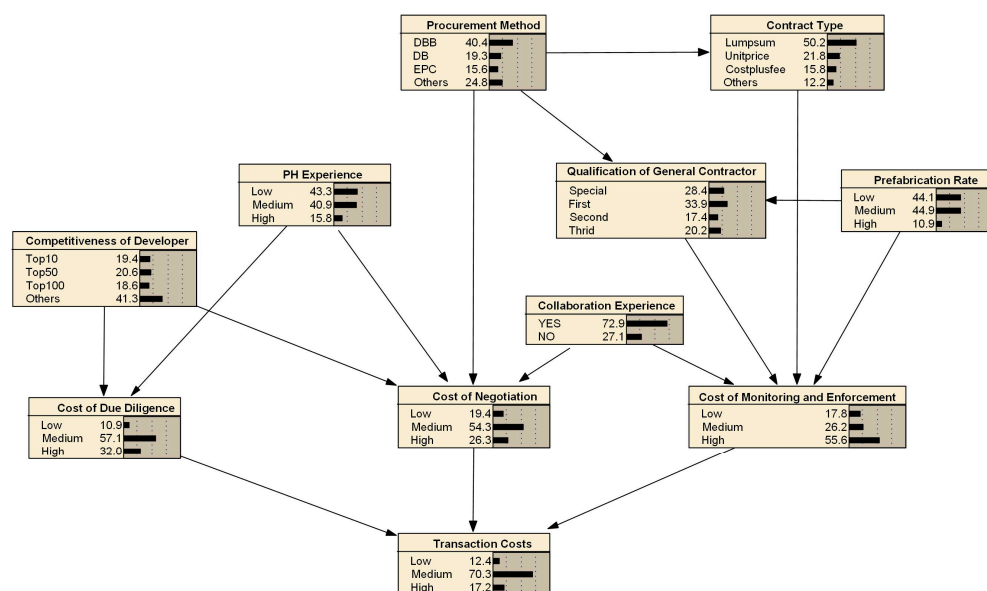 Procurement Method
DBB 40.4
DB 19.3
EPC 15.6
Others 24.8
Contract Type
Lumpsum 50.2
Unitprice 21.8
Costplusfee 15.8
Others 12.2
PH Experience
Low 43.3
Medium 40.9
High 15.8
Qualification of General Contractor
Special 28.4
First 33.9
Second 17.4
Thrid 20.2
Prefabrication Rate
Low 44.1
Medium 44.9
High 10.9
Competitiveness of Developer
Top10 19.4
Top50 20.6
Top100 18.6
Others 41.3
Collaboration Experience
YES 72.9
NO 27.1
Cost of Due Diligence
Low 10.9
Medium 57.1
High 32.0
Cost of Negotiation
Low 19.4
Medium 54.3
High 26.3
Cost of Monitoring and Enforcement
Low 17.8
Medium 26.2
High 55.6
Transaction Costs
Low 12.4
Medium 70.3
High 17.2